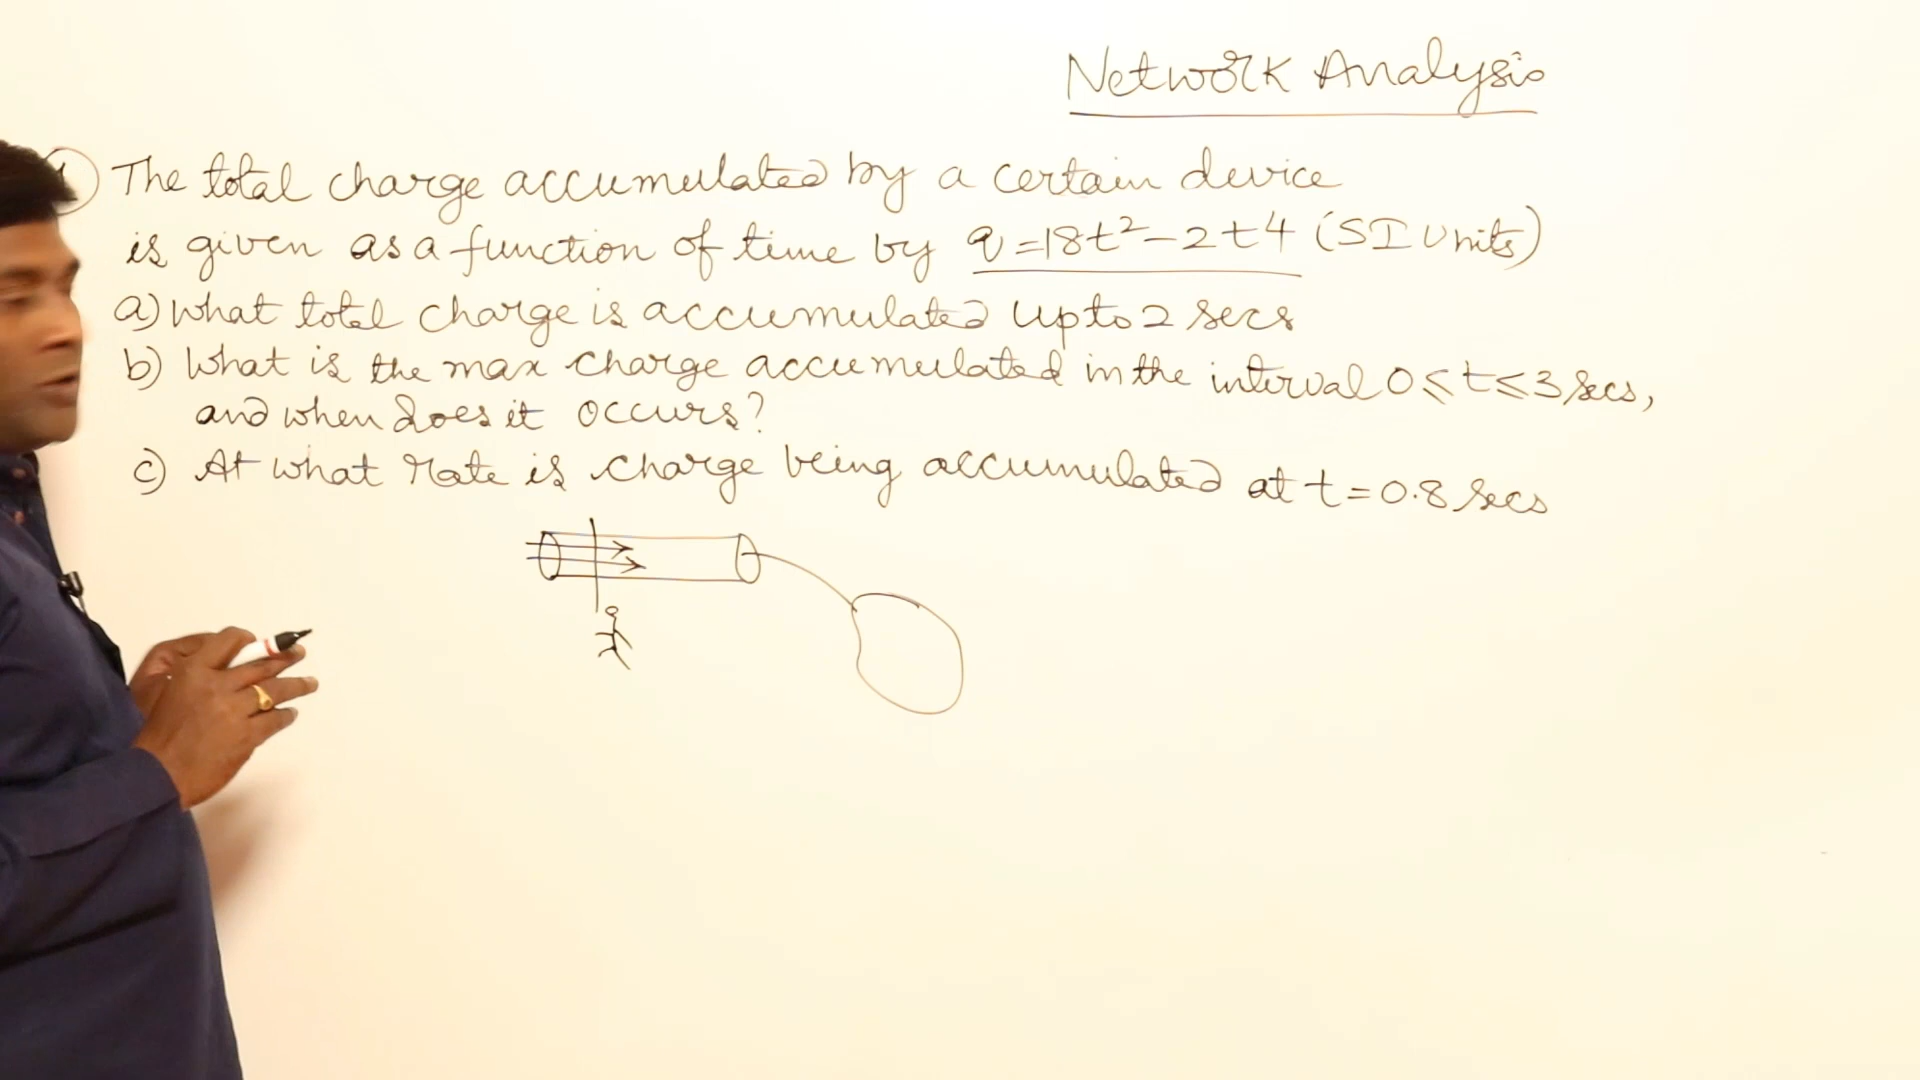 Network Analysis
1) The total charge accumulated by a certain device
is given as a function of time by q = 18t² - 2t4 (SI Units)
a) What total charge is accumulated upto 2 secs
b) What is the max charge accumulated in the interval 0 ≤ t ≤ 3 secs,
and when does it occurs?
c) At what rate is charge being accumulated at t = 0.8 secs